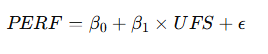 PERF = β₀ + β₁ × UFS + ϵ